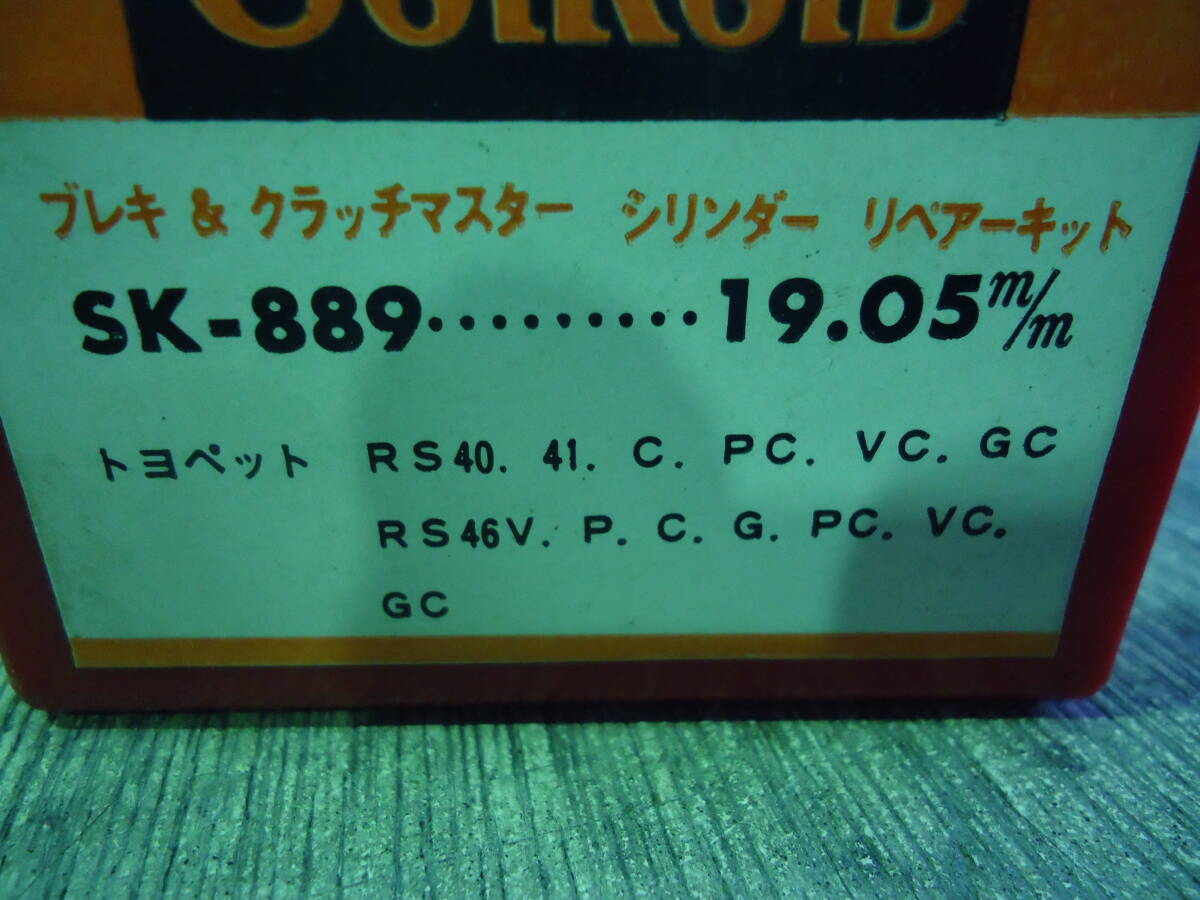 ブレキ & クラッチマスター シリンダー リペアーキット
SK-889·········19.05 m/m
トヨペット RS40. 41. C. PC. VC. GC
RS46V. P. C. G. PC. VC.
GC